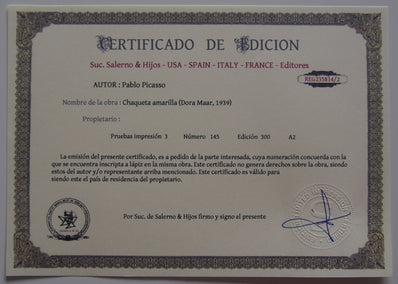 CERTIFICADO DE EDICION
Suc. Salerno & Hijos - USA - SPAIN - ITALY - FRANCE - Editores
REG235814/2
AUTOR : Pablo Picasso
Nombre de la obra : Chaqueta amarilla (Dora Maar, 1939)
Propietario :
Pruebas impresión 3 Número 145 Edición 300 A2
La emisión del presente certificado, es a pedido de la parte interesada, cuya numeración concuerda con la
que se encuentra inscripta a lápiz en la misma obra. Este certificado no genera derechos sobre la obra, siendo
estos del autor y/o representante arriba mencionado. Este certificado es válido para
siendo este el país de residencia del propietario.
Por Suc. de Salerno & Hijos firmo y signo el presente